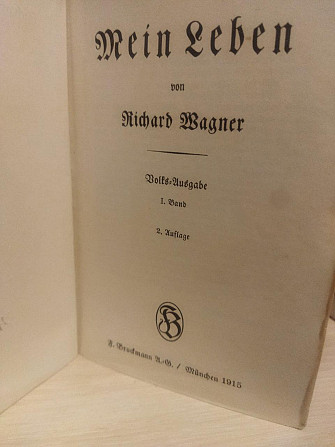 Mein Leben
von
Richard Wagner
Volks-Ausgabe
I. Band
2. Auflage
F. Bruckmann A.-G. / München 1915